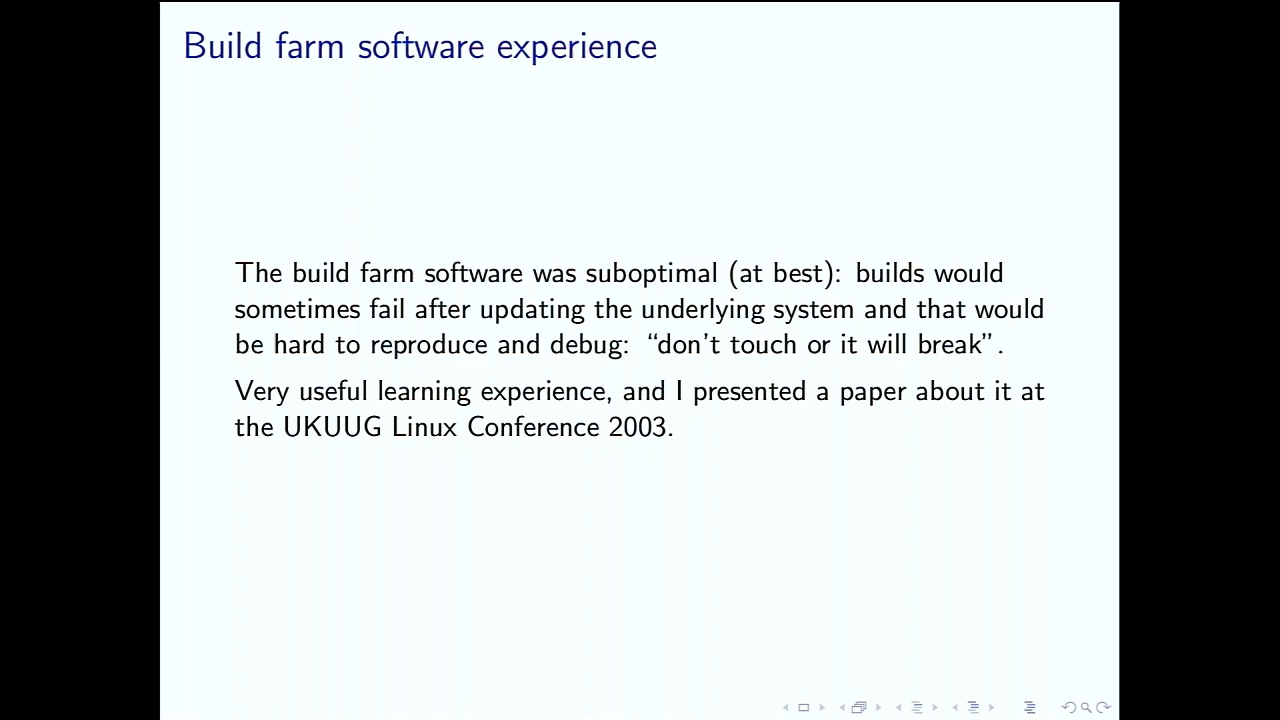 Build farm software experience
The build farm software was suboptimal (at best): builds would
sometimes fail after updating the underlying system and that would
be hard to reproduce and debug: “don't touch or it will break”.
Very useful learning experience, and I presented a paper about it at
the UKUUG Linux Conference 2003.